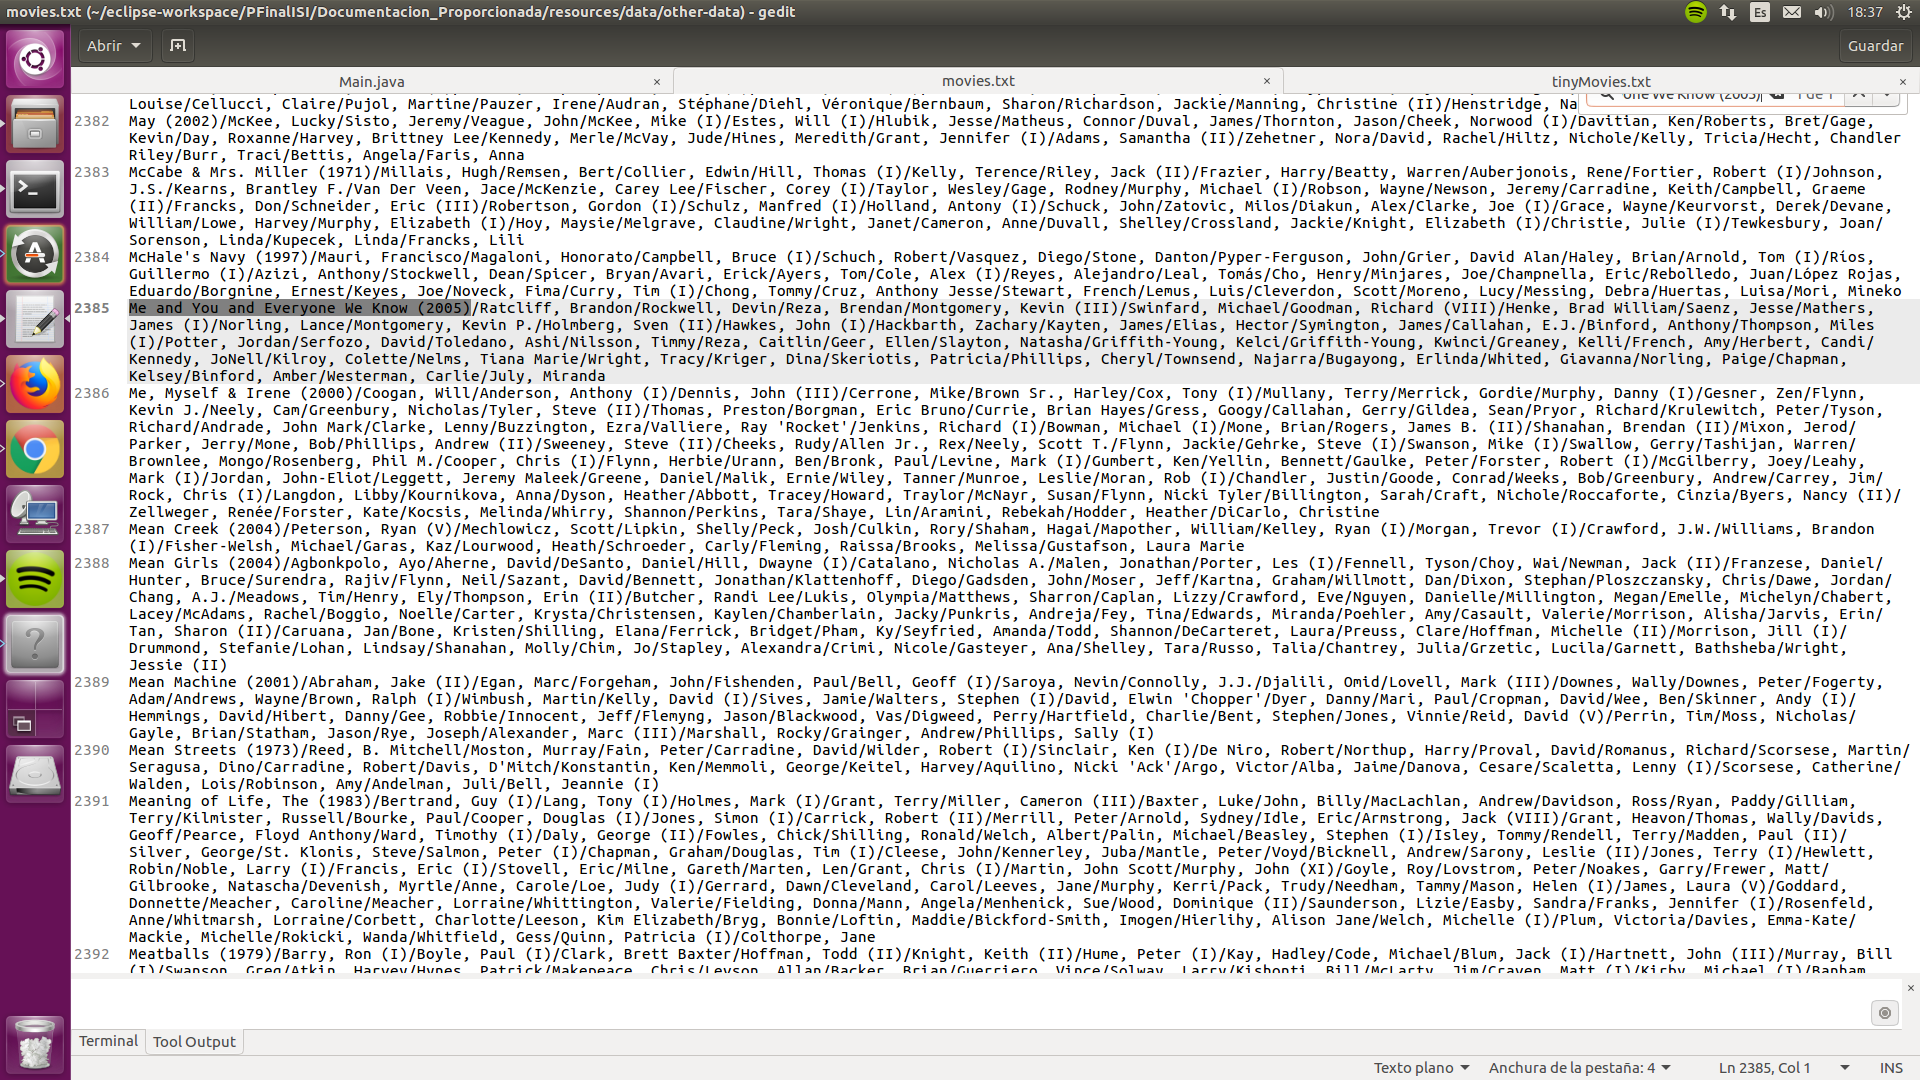 movies.txt (~/eclipse-workspace/PFinalISI/Documentacion_Proporcionada/resources/data/other-data) - gedit
Es
18:37
Abrir
Guardar
Main.java ×
movies.txt ×
tinyMovies.txt ×
one We Know (2005) 1 de 1
Louise/Cellucci, Claire/Pujol, Martine/Pauzer, Irene/Audran, Stéphane/Diehl, Véronique/Bernbaum, Sharon/Richardson, Jackie/Manning, Christine (II)/Henstridge, Na
2382 May (2002)/McKee, Lucky/Sisto, Jeremy/Veague, John/McKee, Mike (I)/Estes, Will (I)/Hlubik, Jesse/Matheus, Connor/Duval, James/Thornton, Jason/Cheek, Norwood (I)/Davitian, Ken/Roberts, Bret/Gage,
Kevin/Day, Roxanne/Harvey, Brittney Lee/Kennedy, Merle/McVay, Jude/Hines, Meredith/Grant, Jennifer (I)/Adams, Samantha (II)/Zehetner, Nora/David, Rachel/Hiltz, Nichole/Kelly, Tricia/Hecht, Chandler
Riley/Burr, Traci/Bettis, Angela/Faris, Anna
2383 McCabe & Mrs. Miller (1971)/Millais, Hugh/Remsen, Bert/Collier, Edwin/Hill, Thomas (I)/Kelly, Terence/Riley, Jack (II)/Frazier, Harry/Beatty, Warren/Auberjonois, Rene/Fortier, Robert (I)/Johnson,
J.S./Kearns, Brantley F./Van Der Veen, Jace/McKenzie, Carey Lee/Fischer, Corey (I)/Taylor, Wesley/Gage, Rodney/Murphy, Michael (I)/Robson, Wayne/Newson, Jeremy/Carradine, Keith/Campbell, Graeme
(II)/Francks, Don/Schneider, Eric (III)/Robertson, Gordon (I)/Schulz, Manfred (I)/Holland, Antony (I)/Schuck, John/Zatovic, Milos/Diakun, Alex/Clarke, Joe (I)/Grace, Wayne/Keurvorst, Derek/Devane,
William/Lowe, Harvey/Murphy, Elizabeth (I)/Hoy, Maysie/Melgrave, Claudine/Wright, Janet/Cameron, Anne/Duvall, Shelley/Crossland, Jackie/Knight, Elizabeth (I)/Christie, Julie (I)/Tewkesbury, Joan/
Sorenson, Linda/Kupecek, Linda/Francks, Lili
2384 McHale's Navy (1997)/Mauri, Francisco/Magaloni, Honorato/Campbell, Bruce (I)/Schuch, Robert/Vasquez, Diego/Stone, Danton/Pyper-Ferguson, John/Grier, David Alan/Haley, Brian/Arnold, Tom (I)/Ríos,
Guillermo (I)/Azizi, Anthony/Stockwell, Dean/Spicer, Bryan/Avari, Erick/Ayers, Tom/Cole, Alex (I)/Reyes, Alejandro/Leal, Tomás/Cho, Henry/Minjares, Joe/Champnella, Eric/Rebolledo, Juan/López Rojas,
Eduardo/Borgnine, Ernest/Keyes, Joe/Noveck, Fima/Curry, Tim (I)/Chong, Tommy/Cruz, Anthony Jesse/Stewart, French/Lemus, Luis/Cleverdon, Scott/Moreno, Lucy/Messing, Debra/Huertas, Luisa/Mori, Mineko
2385 Me and You and Everyone We Know (2005)/Ratcliff, Brandon/Rockwell, Devin/Reza, Brendan/Montgomery, Kevin (III)/Swinfard, Michael/Goodman, Richard (VIII)/Henke, Brad William/Saenz, Jesse/Mathers,
James (I)/Norling, Lance/Montgomery, Kevin P./Holmberg, Sven (II)/Hawkes, John (I)/Hackbarth, Zachary/Kayten, James/Elias, Hector/Symington, James/Callahan, E.J./Binford, Anthony/Thompson, Miles
(I)/Potter, Jordan/Serfozo, David/Toledano, Ashi/Nilsson, Timmy/Reza, Caitlin/Geer, Ellen/Slayton, Natasha/Griffith-Young, Kelci/Griffith-Young, Kwinci/Greaney, Kelli/French, Amy/Herbert, Candi/
Kennedy, JoNell/Kilroy, Colette/Nelms, Tiana Marie/Wright, Tracy/Kriger, Dina/Skeriotis, Patricia/Phillips, Cheryl/Townsend, Najarra/Bugayong, Erlinda/Whited, Giavanna/Norling, Paige/Chapman,
Kelsey/Binford, Amber/Westerman, Carlie/July, Miranda
2386 Me, Myself & Irene (2000)/Coogan, Will/Anderson, Anthony (I)/Dennis, John (III)/Cerrone, Mike/Brown Sr., Harley/Cox, Tony (I)/Mullany, Terry/Merrick, Gordie/Murphy, Danny (I)/Gesner, Zen/Flynn,
Kevin J./Neely, Cam/Greenbury, Nicholas/Tyler, Steve (II)/Thomas, Preston/Borgman, Eric Bruno/Currie, Brian Hayes/Gress, Googy/Callahan, Gerry/Gildea, Sean/Pryor, Richard/Krulewitch, Peter/Tyson,
Richard/Andrade, John Mark/Clarke, Lenny/Buzzington, Ezra/Valliere, Ray 'Rocket'/Jenkins, Richard (I)/Bowman, Michael (I)/Mone, Brian/Rogers, James B. (II)/Shanahan, Brendan (II)/Mixon, Jerod/
Parker, Jerry/Mone, Bob/Phillips, Andrew (II)/Sweeney, Steve (II)/Cheeks, Rudy/Allen Jr., Rex/Neely, Scott T./Flynn, Jackie/Gehrke, Steve (I)/Swanson, Mike (I)/Swallow, Gerry/Tashijan, Warren/
Brownlee, Mongo/Rosenberg, Phil M./Cooper, Chris (I)/Flynn, Herbie/Urann, Ben/Bronk, Paul/Levine, Mark (I)/Gumbert, Ken/Yellin, Bennett/Gaulke, Peter/Forster, Robert (I)/McGilberry, Joey/Leahy,
Mark (I)/Jordan, John-Eliot/Leggett, Jeremy Maleek/Greene, Daniel/Malik, Ernie/Wiley, Tanner/Munroe, Leslie/Moran, Rob (I)/Chandler, Justin/Goode, Conrad/Weeks, Bob/Greenbury, Andrew/Carrey, Jim/
Rock, Chris (I)/Langdon, Libby/Kournikova, Anna/Dyson, Heather/Abbott, Tracey/Howard, Traylor/McNayr, Susan/Flynn, Nicki Tyler/Billington, Sarah/Craft, Nichole/Roccaforte, Cinzia/Byers, Nancy (II)/
Zellweger, Renée/Forster, Kate/Kocsis, Melinda/Whirry, Shannon/Perkins, Tara/Shaye, Lin/Aramini, Rebekah/Hodder, Heather/DiCarlo, Christine
2387 Mean Creek (2004)/Peterson, Ryan (V)/Mechlowicz, Scott/Lipkin, Shelly/Peck, Josh/Culkin, Rory/Shaham, Hagai/Mapother, William/Kelley, Ryan (I)/Morgan, Trevor (I)/Crawford, J.W./Williams, Brandon
(I)/Fisher-Welsh, Michael/Garas, Kaz/Lourwood, Heath/Schroeder, Carly/Fleming, Raissa/Brooks, Melissa/Gustafson, Laura Marie
2388 Mean Girls (2004)/Agbonkpolo, Ayo/Aherne, David/DeSanto, Daniel/Hill, Dwayne (I)/Catalano, Nicholas A./Malen, Jonathan/Porter, Les (I)/Fennell, Tyson/Choy, Wai/Newman, Jack (II)/Franzese, Daniel/
Hunter, Bruce/Surendra, Rajiv/Flynn, Neil/Sazant, David/Bennett, Jonathan/Klattenhoff, Diego/Gadsden, John/Moser, Jeff/Kartna, Graham/Willmott, Dan/Dixon, Stephan/Ploszczansky, Chris/Dawe, Jordan/
Chang, A.J./Meadows, Tim/Henry, Ely/Thompson, Erin (II)/Butcher, Randi Lee/Lukis, Olympia/Matthews, Sharron/Caplan, Lizzy/Crawford, Eve/Nguyen, Danielle/Millington, Megan/Emelle, Michelyn/Chabert,
Lacey/McAdams, Rachel/Boggio, Noelle/Carter, Krysta/Christensen, Kaylen/Chamberlain, Jacky/Punkris, Andreja/Fey, Tina/Edwards, Miranda/Poehler, Amy/Casault, Valerie/Morrison, Alisha/Jarvis, Erin/
Tan, Sharon (II)/Caruana, Jan/Bone, Kristen/Shilling, Elana/Ferrick, Bridget/Pham, Ky/Seyfried, Amanda/Todd, Shannon/DeCarteret, Laura/Preuss, Clare/Hoffman, Michelle (II)/Morrison, Jill (I)/
Drummond, Stefanie/Lohan, Lindsay/Shanahan, Molly/Chim, Jo/Stapley, Alexandra/Crimi, Nicole/Gasteyer, Ana/Shelley, Tara/Russo, Talia/Chantrey, Julia/Grzetic, Lucila/Garnett, Bathsheba/Wright,
Jessie (II)
2389 Mean Machine (2001)/Abraham, Jake (II)/Egan, Marc/Forgeham, John/Fishenden, Paul/Bell, Geoff (I)/Saroya, Nevin/Connolly, J.J./Djalili, Omid/Lovell, Mark (III)/Downes, Wally/Downes, Peter/Fogerty,
Adam/Andrews, Wayne/Brown, Ralph (I)/Wimbush, Martin/Kelly, David (I)/Sives, Jamie/Walters, Stephen (I)/David, Elwin 'Chopper'/Dyer, Danny/Mari, Paul/Cropman, David/Wee, Ben/Skinner, Andy (I)/
Hemmings, David/Hibert, Danny/Gee, Robbie/Innocent, Jeff/Flemyng, Jason/Blackwood, Vas/Digweed, Perry/Hartfield, Charlie/Bent, Stephen/Jones, Vinnie/Reid, David (V)/Perrin, Tim/Moss, Nicholas/
Gayle, Brian/Statham, Jason/Rye, Joseph/Alexander, Marc (III)/Marshall, Rocky/Grainger, Andrew/Phillips, Sally (I)
2390 Mean Streets (1973)/Reed, B. Mitchell/Moston, Murray/Fain, Peter/Carradine, David/Wilder, Robert (I)/Sinclair, Ken (I)/De Niro, Robert/Northup, Harry/Proval, David/Romanus, Richard/Scorsese, Martin/
Seragusa, Dino/Carradine, Robert/Davis, D'Mitch/Konstantin, Ken/Memmoli, George/Keitel, Harvey/Aquilino, Nicki 'Ack'/Argo, Victor/Alba, Jaime/Danova, Cesare/Scaletta, Lenny (I)/Scorsese, Catherine/
Walden, Lois/Robinson, Amy/Andelman, Juli/Bell, Jeannie (I)
2391 Meaning of Life, The (1983)/Bertrand, Guy (I)/Lang, Tony (I)/Holmes, Mark (I)/Grant, Terry/Miller, Cameron (III)/Baxter, Luke/John, Billy/MacLachlan, Andrew/Davidson, Ross/Ryan, Paddy/Gilliam,
Terry/Kilmister, Russell/Bourke, Paul/Cooper, Douglas (I)/Jones, Simon (I)/Carrick, Robert (II)/Merrill, Peter/Arnold, Sydney/Idle, Eric/Armstrong, Jack (VIII)/Grant, Heavon/Thomas, Wally/Davids,
Geoff/Pearce, Floyd Anthony/Ward, Timothy (I)/Daly, George (II)/Fowles, Chick/Shilling, Ronald/Welch, Albert/Palin, Michael/Beasley, Stephen (I)/Isley, Tommy/Rendell, Terry/Madden, Paul (II)/
Silver, George/St. Klonis, Steve/Salmon, Peter (I)/Chapman, Graham/Douglas, Tim (I)/Cleese, John/Kennerley, Juba/Mantle, Peter/Voyd/Bicknell, Andrew/Sarony, Leslie (II)/Jones, Terry (I)/Hewlett,
Robin/Noble, Larry (I)/Francis, Eric (I)/Stovell, Eric/Milne, Gareth/Marten, Len/Grant, Chris (I)/Martin, John Scott/Murphy, John (XI)/Goyle, Roy/Lovstrom, Peter/Noakes, Garry/Frewer, Matt/
Gilbrooke, Natascha/Devenish, Myrtle/Anne, Carole/Loe, Judy (I)/Gerrard, Dawn/Cleveland, Carol/Leeves, Jane/Murphy, Kerri/Pack, Trudy/Needham, Tammy/Mason, Helen (I)/James, Laura (V)/Goddard,
Donnette/Meacher, Caroline/Meacher, Lorraine/Whittington, Valerie/Fielding, Donna/Mann, Angela/Menhenick, Sue/Wood, Dominique (II)/Saunderson, Lizie/Easby, Sandra/Franks, Jennifer (I)/Rosenfeld,
Anne/Whitmarsh, Lorraine/Corbett, Charlotte/Leeson, Kim Elizabeth/Bryg, Bonnie/Loftin, Maddie/Bickford-Smith, Imogen/Hierlihy, Alison Jane/Welch, Michelle (I)/Plum, Victoria/Davies, Emma-Kate/
Mackie, Michelle/Rokicki, Wanda/Whitfield, Gess/Quinn, Patricia (I)/Colthorpe, Jane
2392 Meatballs (1979)/Barry, Ron (I)/Boyle, Paul (I)/Clark, Brett Baxter/Hoffman, Todd (II)/Knight, Keith (II)/Hume, Peter (I)/Kay, Hadley/Code, Michael/Blum, Jack (I)/Hartnett, John (III)/Murray, Bill
(I)/Swanson, Greg/Atkin, Harvey/Hynes, Patrick/Makepeace, Chris/Leyson, Allan/Backer, Brian/Guerriero, Vince/Solway, Larry/Kishonti, Bill/McLarty, Jim/Craven, Matt (I)/Kirby, Michael (I)/Banham,
Terminal
Tool Output
Texto plano
Anchura de la pestaña: 4
Ln 2385, Col 1
INS